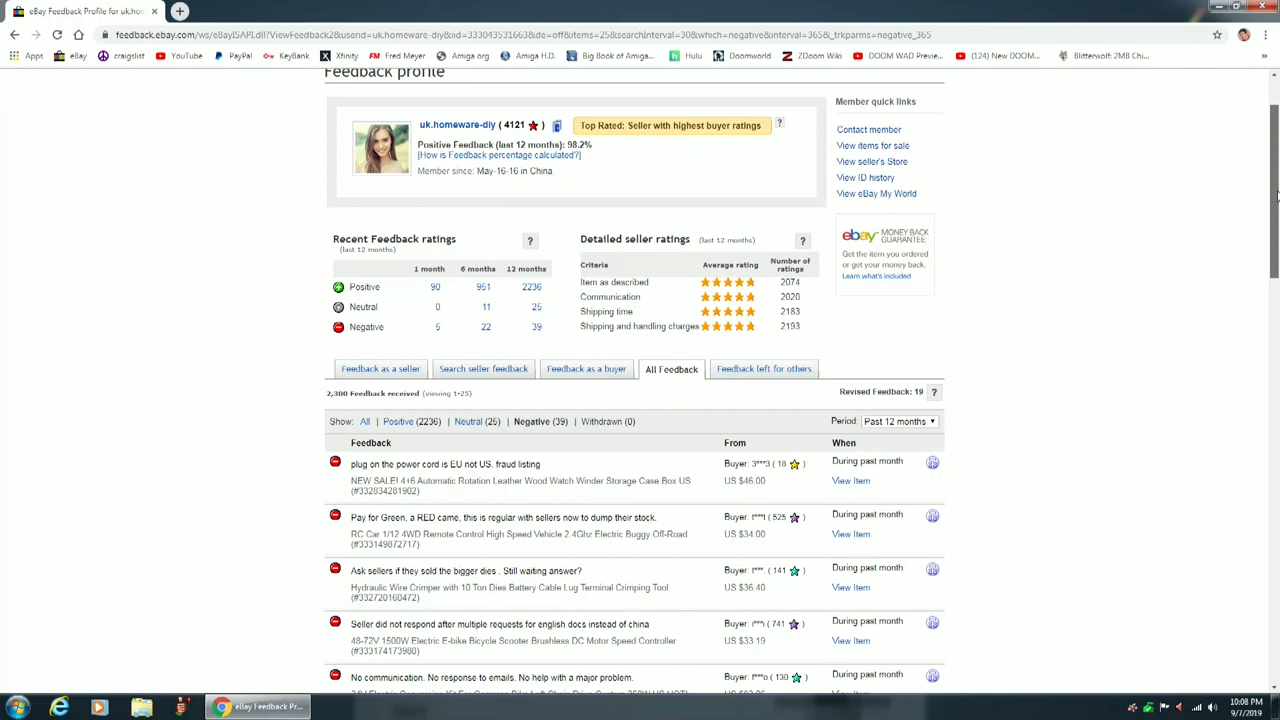 eBay Feedback Profile for uk.hom
feedback.ebay.com/ws/eBayISAPI.dll?ViewFeedback2&userid=uk.homeware-diy&iid=333043531663&de=off&items=25&searchInterval=30&which=negative&interval=365&_trkparms=negative_365
Apps eBay craigslist YouTube PayPal KeyBank Xfinity Fred Meyer Amiga org Amiga H.D. Big Book of Amiga... Hulu Doomworld ZDoom Wiki DOOM WAD Previe... (124) New DOOM... Blitterwolf: 2MB Chi... »
Feedback profile
uk.homeware-diy ( 4121 )
Top Rated: Seller with highest buyer ratings ?
Positive Feedback (last 12 months): 98.2%
[How is Feedback percentage calculated?]
Member since: May-16-16 in China
Member quick links
Contact member
View items for sale
View seller's Store
View ID history
View eBay My World
ebay MONEY BACK GUARANTEE
Get the item you ordered
or get your money back.
Learn what's included
Recent Feedback ratings ?
(last 12 months)
1 month 6 months 12 months
Positive 90 951 2236
Neutral 0 11 25
Negative 5 22 39
Detailed seller ratings (last 12 months) ?
Criteria Average rating Number of ratings
Item as described 2074
Communication 2020
Shipping time 2183
Shipping and handling charges 2193
Feedback as a seller Search seller feedback Feedback as a buyer All Feedback Feedback left for others
2,300 Feedback received (viewing 1-25) Revised Feedback: 19 ?
Show: All | Positive (2236) | Neutral (25) | Negative (39) | Withdrawn (0) Period: Past 12 months
Feedback From When
plug on the power cord is EU not US. fraud listing Buyer: 3***3 ( 18 ) During past month
NEW SALE! 4+6 Automatic Rotation Leather Wood Watch Winder Storage Case Box US US $46.00 View Item
(#332834281902)
Pay for Green, a RED came, this is regular with sellers now to dump their stock. Buyer: t***t ( 525 ) During past month
RC Car 1/12 4WD Remote Control High Speed Vehicle 2.4Ghz Electric Buggy Off-Road US $34.00 View Item
(#333149872717)
Ask sellers if they sold the bigger dies . Still waiting answer? ( 141 ) During past month
Hydraulic Wire Crimper with 10 Ton Dies Battery Cable Lug Terminal Crimping Tool US $36.40 View Item
(#332720160472)
Seller did not respond after multiple requests for english docs instead of china ( 741 ) During past month
48-72V 1500W Electric E-bike Bicycle Scooter Brushless DC Motor Speed Controller US $33.19 View Item
(#333174173980)
No communication. No response to emails. No help with a major problem. ( 130 ) During past month
eBay Feedback Pr...
10:08 PM
9/7/2019